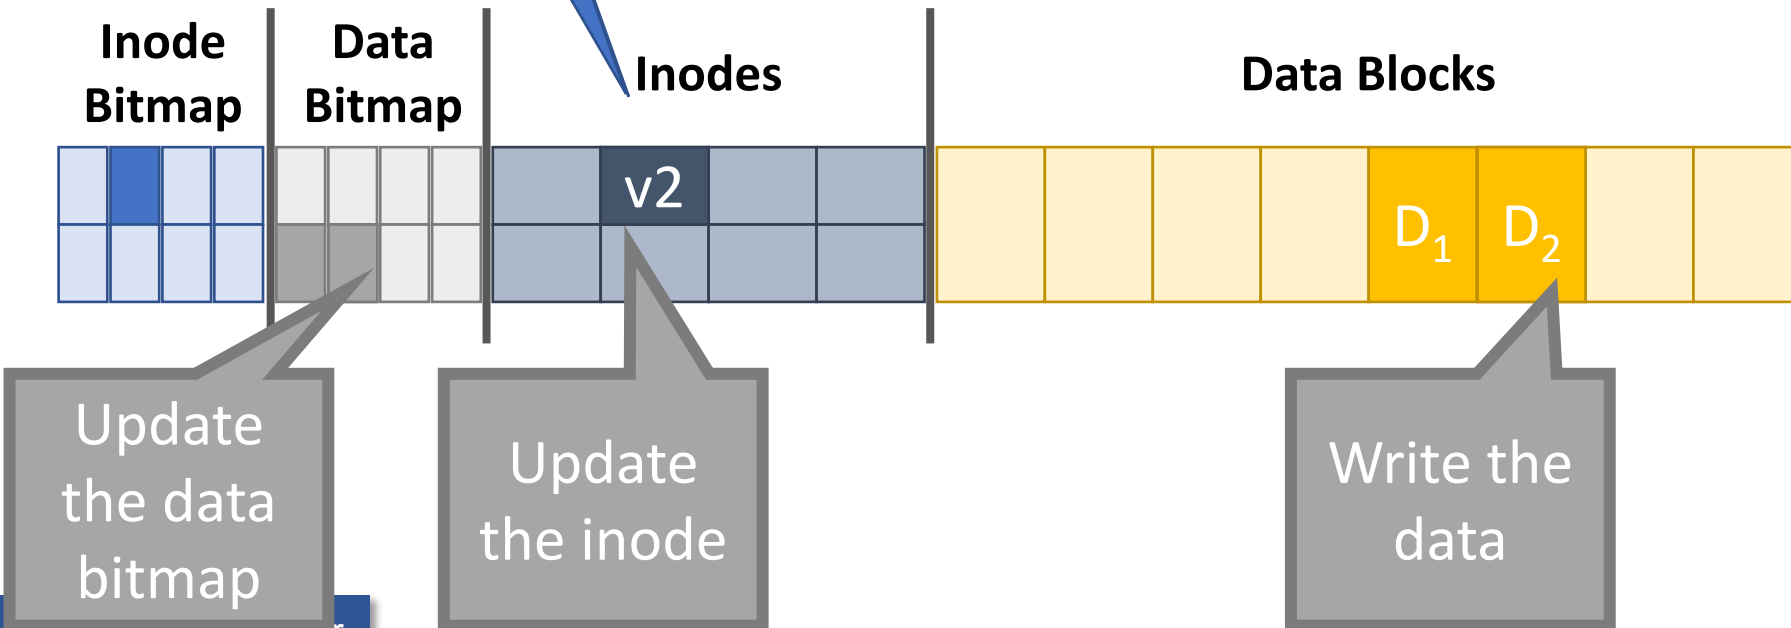 Inode
Bitmap
Data
Bitmap
Inodes
Data Blocks
v2
D₁
D₂
Update
the data
bitmap
Update
the inode
Write the
data